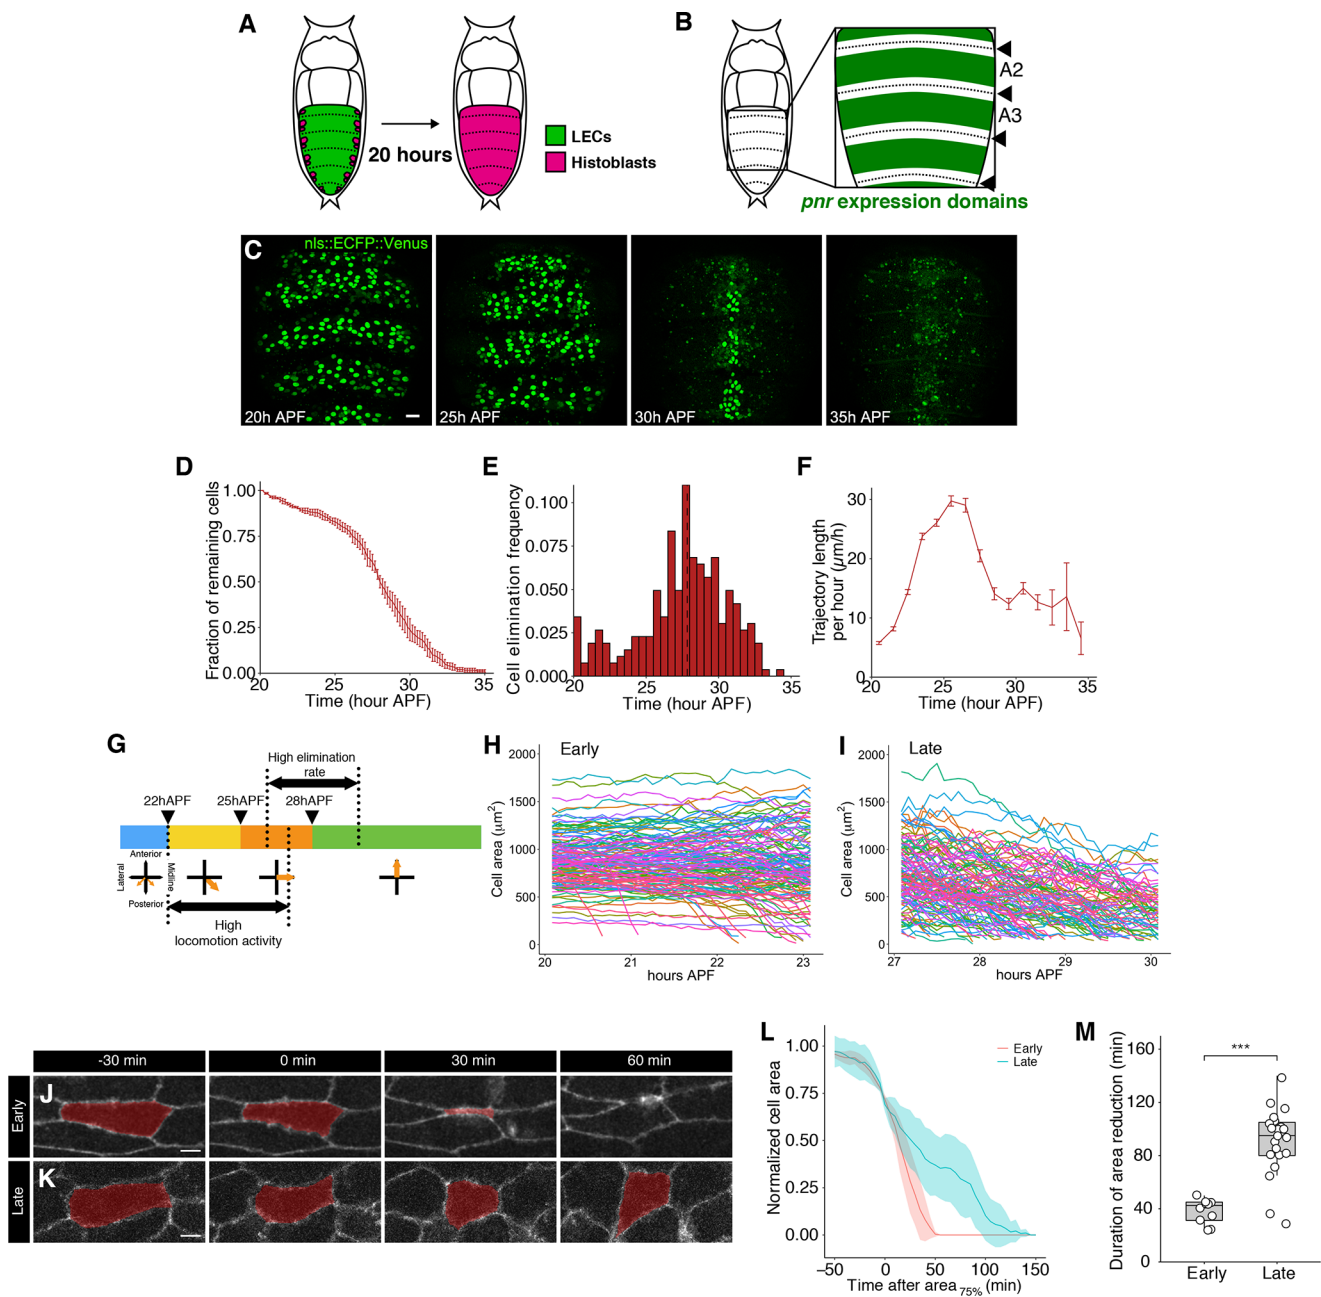 A
20 hours
LECs
Histoblasts
B
A2
A3
pnr expression domains
C
nls::ECFP::Venus
20h APF
25h APF
30h APF
35h APF
D
Fraction of remaining cells
1.00
0.75
0.50
0.25
0.00
20
25
30
35
Time (hour APF)
E
Cell elimination frequency
0.100
0.075
0.050
0.025
0.000
20
25
30
35
Time (hour APF)
F
Trajectory length
per hour (μm/h)
30
20
10
0
20
25
30
35
Time (hour APF)
G
High elimination
rate
22hAPF
25hAPF
28hAPF
Anterior
Lateral
Midline
Posterior
High
locomotion activity
H
Early
Cell area (μm²)
2000
1500
1000
500
0
20
21
22
23
hours APF
I
Late
Cell area (μm²)
2000
1500
1000
500
0
27
28
29
30
hours APF
-30 min
0 min
30 min
60 min
Early
J
Late
K
L
Normalized cell area
1.00
0.75
0.50
0.25
0.00
Early
Late
−50
0
50
100
150
Time after area 75% (min)
M
Duration of area reduction (min)
160
120
80
40
0
***
Early
Late